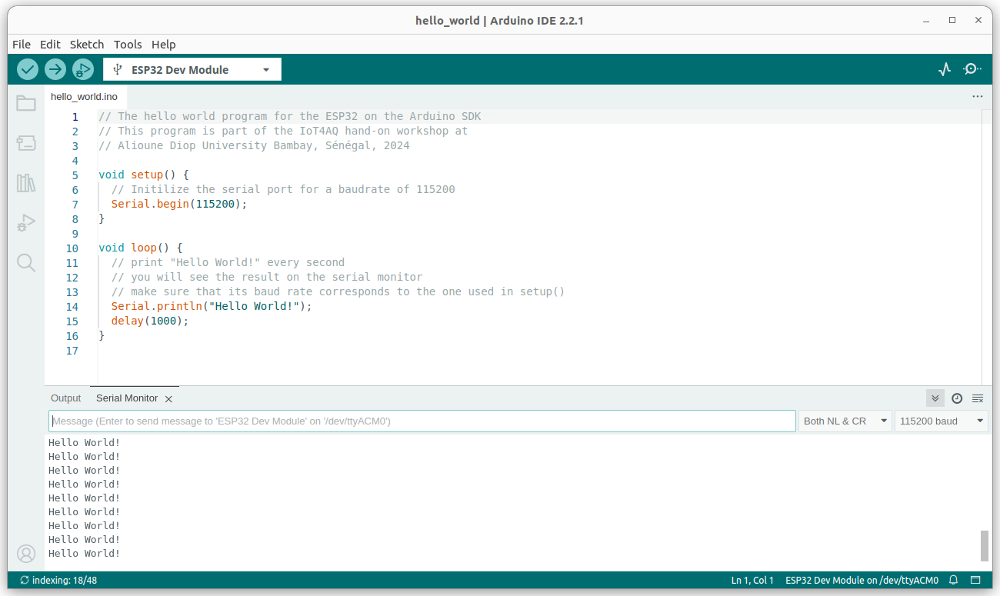 hello_world | Arduino IDE 2.2.1
File Edit Sketch Tools Help
ESP32 Dev Module
hello_world.ino
1 // The hello world program for the ESP32 on the Arduino SDK
2 // This program is part of the IoT4AQ hand-on workshop at
3 // Alioune Diop University Bambay, Sénégal, 2024
4
5 void setup() {
6 // Initilize the serial port for a baudrate of 115200
7 Serial.begin(115200);
8 }
9
10 void loop() {
11 // print "Hello World!" every second
12 // you will see the result on the serial monitor
13 // make sure that its baud rate corresponds to the one used in setup()
14 Serial.println("Hello World!");
15 delay(1000);
16 }
17
Output Serial Monitor
Message (Enter to send message to 'ESP32 Dev Module' on '/dev/ttyACM0') Both NL & CR 115200 baud
Hello World!
Hello World!
Hello World!
Hello World!
Hello World!
Hello World!
Hello World!
Hello World!
Hello World!
indexing: 18/48 Ln 1, Col 1 ESP32 Dev Module on /dev/ttyACM0